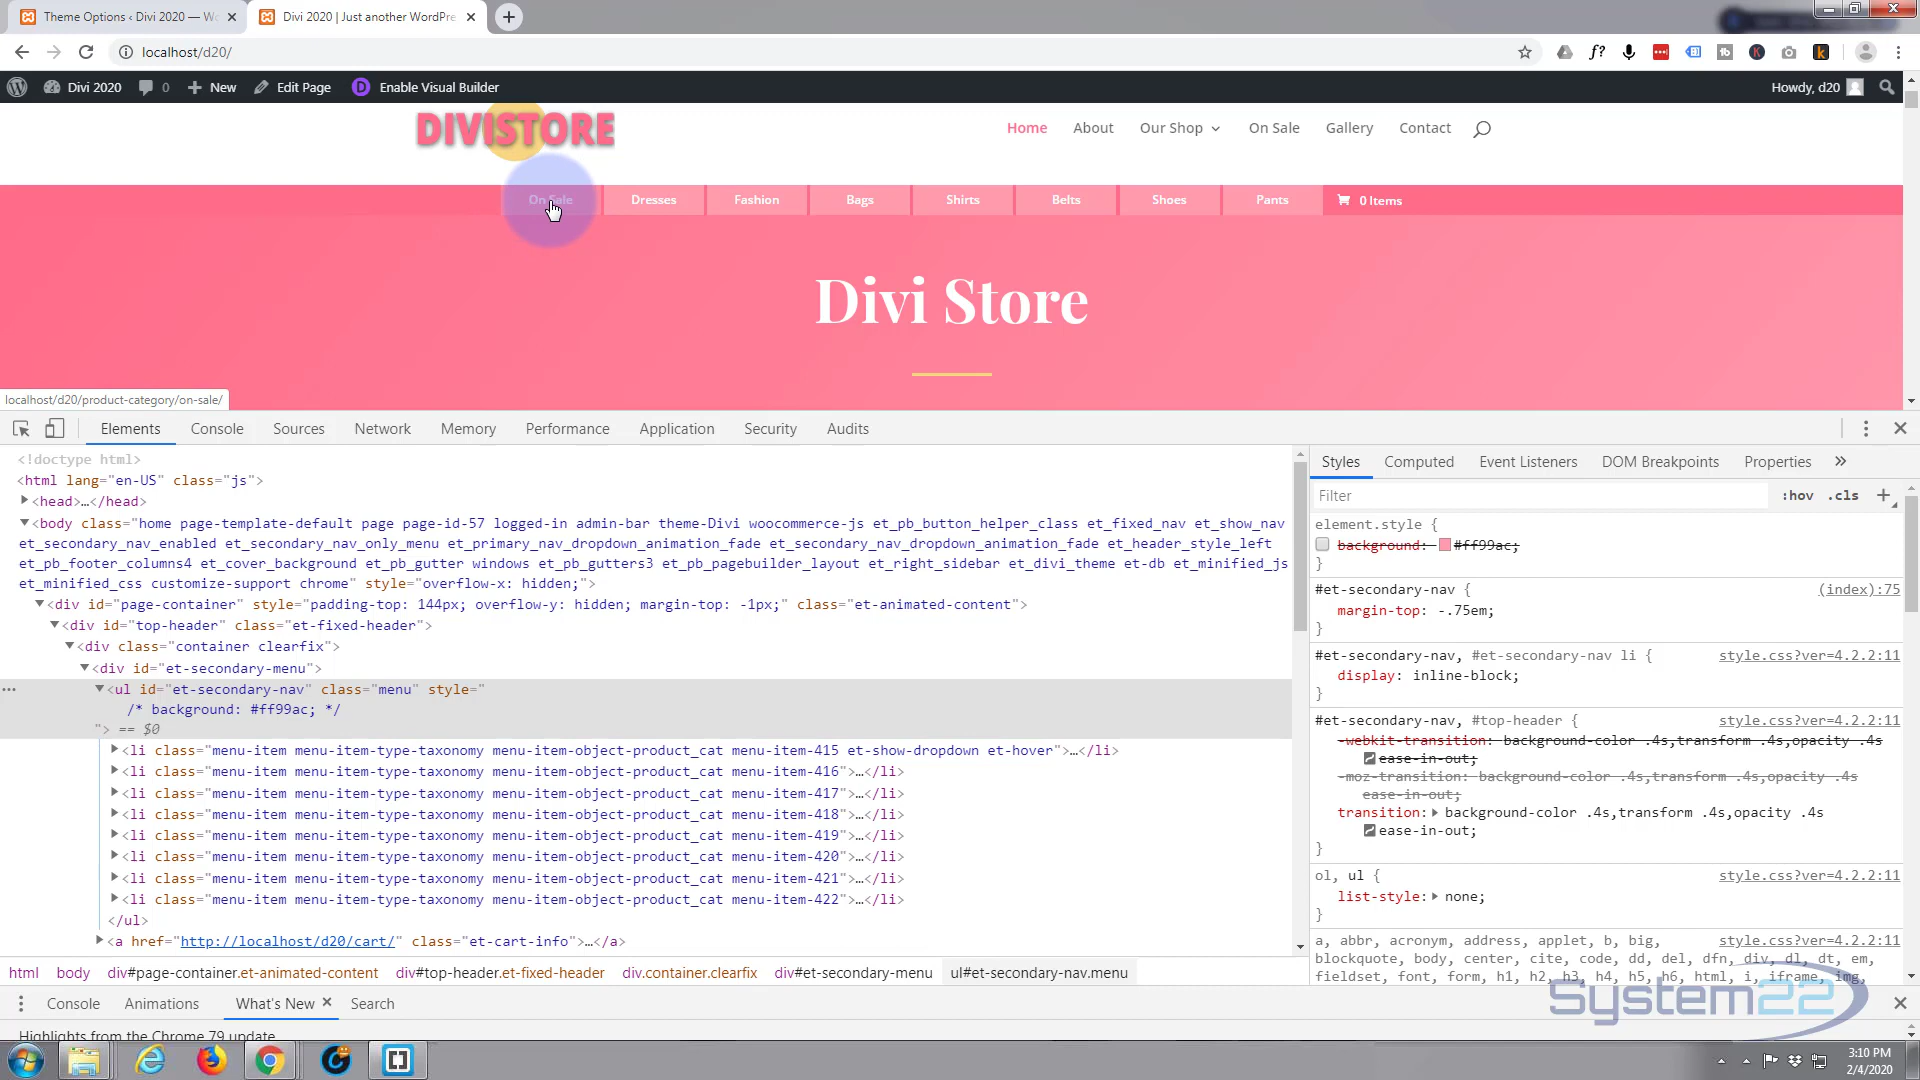 Theme Options ‹ Divi 2020 — Wo
Divi 2020 | Just another WordPre
localhost/d20/
Divi 2020
0
New
Edit Page
Enable Visual Builder
Howdy, d20
DIVISTORE
Home
About
Our Shop
On Sale
Gallery
Contact
On Sale
Dresses
Fashion
Bags
Shirts
Belts
Shoes
Pants
0 Items
Divi Store
localhost/d20/product-category/on-sale/
Elements
Console
Sources
Network
Memory
Performance
Application
Security
Audits
<!doctype html>
<html lang="en-US" class="js">
<head>…</head>
<body class="home page-template-default page page-id-57 logged-in admin-bar theme-Divi woocommerce-js et_pb_button_helper_class et_fixed_nav et_show_nav
et_secondary_nav_enabled et_secondary_nav_only_menu et_primary_nav_dropdown_animation_fade et_secondary_nav_dropdown_animation_fade et_header_style_left
et_pb_footer_columns4 et_cover_background et_pb_gutter windows et_pb_gutters3 et_pb_pagebuilder_layout et_right_sidebar et_divi_theme et-db et_minified_js
et_minified_css customize-support chrome" style="overflow-x: hidden;">
<div id="page-container" style="padding-top: 144px; overflow-y: hidden; margin-top: -1px;" class="et-animated-content">
<div id="top-header" class="et-fixed-header">
<div class="container clearfix">
<div id="et-secondary-menu">
<ul id="et-secondary-nav" class="menu" style="
/* background: #ff99ac; */
"> == $0
<li class="menu-item menu-item-type-taxonomy menu-item-object-product_cat menu-item-415 et-show-dropdown et-hover">…</li>
<li class="menu-item menu-item-type-taxonomy menu-item-object-product_cat menu-item-416">…</li>
<li class="menu-item menu-item-type-taxonomy menu-item-object-product_cat menu-item-417">…</li>
<li class="menu-item menu-item-type-taxonomy menu-item-object-product_cat menu-item-418">…</li>
<li class="menu-item menu-item-type-taxonomy menu-item-object-product_cat menu-item-419">…</li>
<li class="menu-item menu-item-type-taxonomy menu-item-object-product_cat menu-item-420">…</li>
<li class="menu-item menu-item-type-taxonomy menu-item-object-product_cat menu-item-421">…</li>
<li class="menu-item menu-item-type-taxonomy menu-item-object-product_cat menu-item-422">…</li>
</ul>
<a href="http://localhost/d20/cart/" class="et-cart-info">…</a>
html
body
div#page-container.et-animated-content
div#top-header.et-fixed-header
div.container.clearfix
div#et-secondary-menu
ul#et-secondary-nav.menu
Styles
Computed
Event Listeners
DOM Breakpoints
Properties
Filter
:hov
.cls
element.style {
background: #ff99ac;
}
#et-secondary-nav {
(index):75
margin-top: -.75em;
}
#et-secondary-nav, #et-secondary-nav li {
style.css?ver=4.2.2:11
display: inline-block;
}
#et-secondary-nav, #top-header {
style.css?ver=4.2.2:11
-webkit-transition: background-color .4s,transform .4s,opacity .4s
ease-in-out;
-moz-transition: background-color .4s,transform .4s,opacity .4s
ease-in-out;
transition: background-color .4s,transform .4s,opacity .4s
ease-in-out;
}
ol, ul {
style.css?ver=4.2.2:11
list-style: none;
}
a, abbr, acronym, address, applet, b, big,
style.css?ver=4.2.2:11
blockquote, body, center, cite, code, dd, del, dfn, div, dl, dt, em,
fieldset, font, form, h1, h2, h3, h4, h5, h6, html, i, iframe, img,
System22
Console
Animations
What's New
Search
Highlights from the Chrome 79 update
3:10 PM
2/4/2020